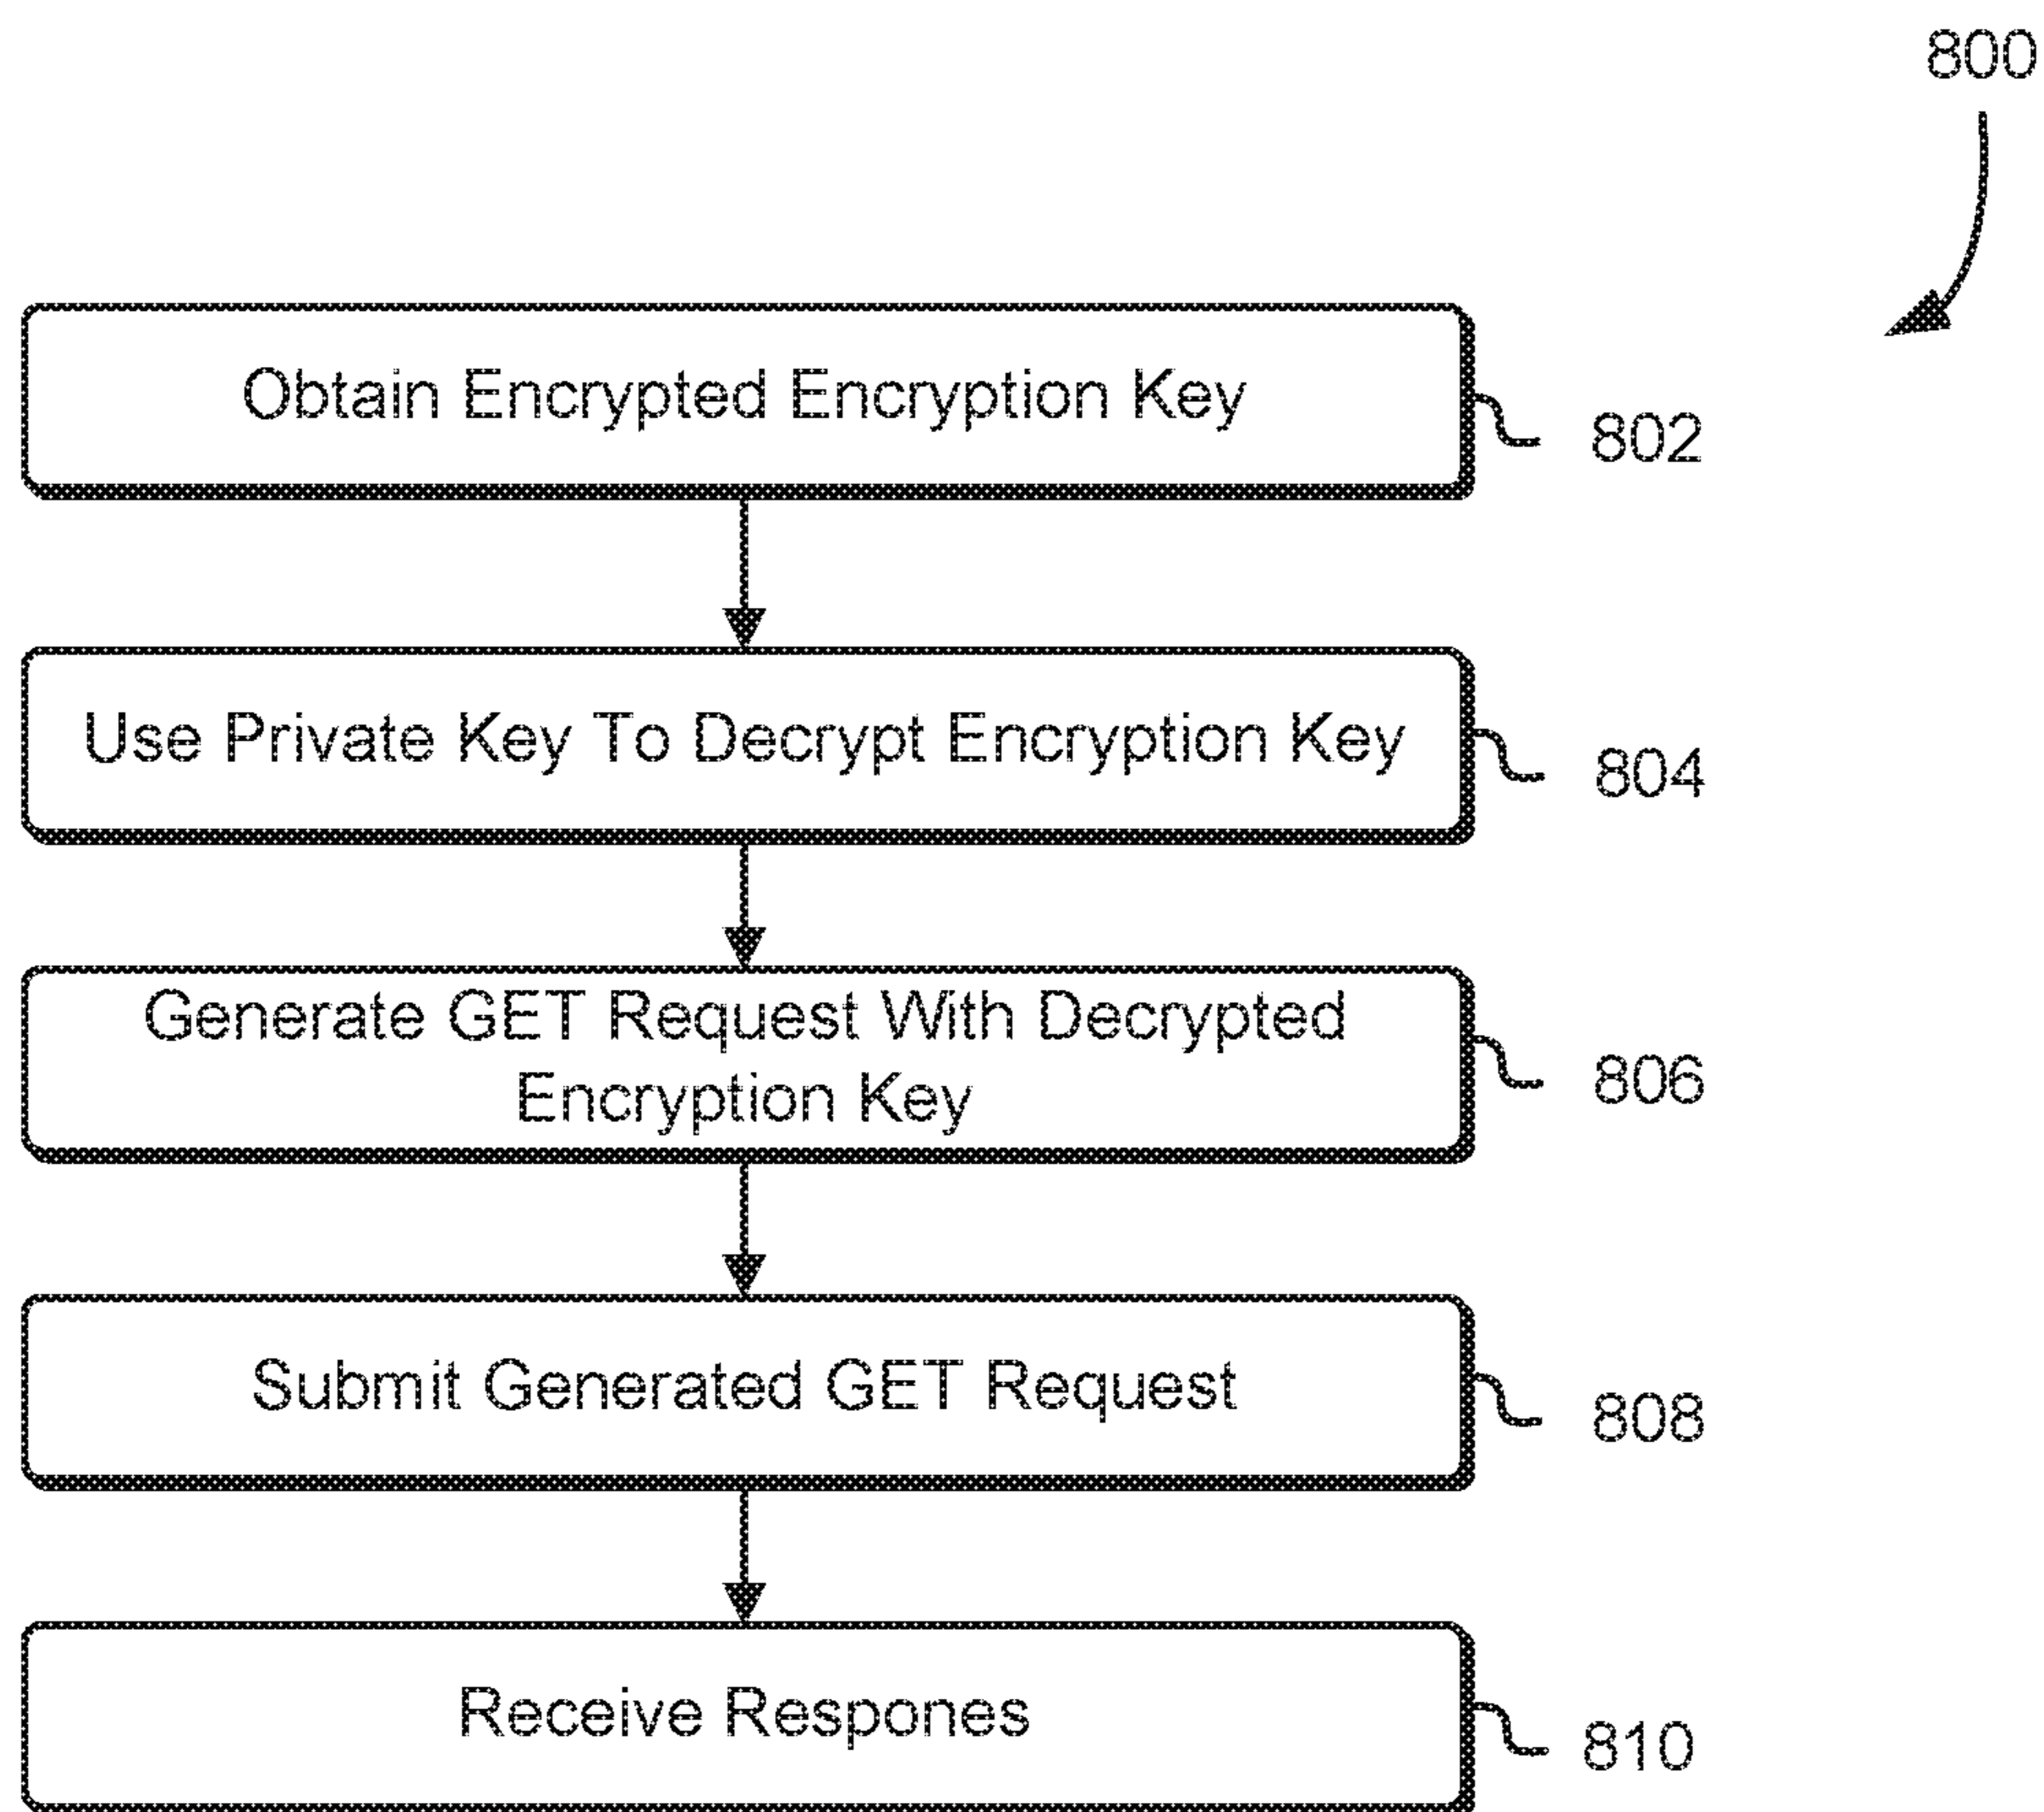 800
Obtain Encrypted Encryption Key
802
Use Private Key To Decrypt Encryption Key
804
Generate GET Request With Decrypted
Encryption Key
806
Submit Generated GET Request
808
Receive Respones
810